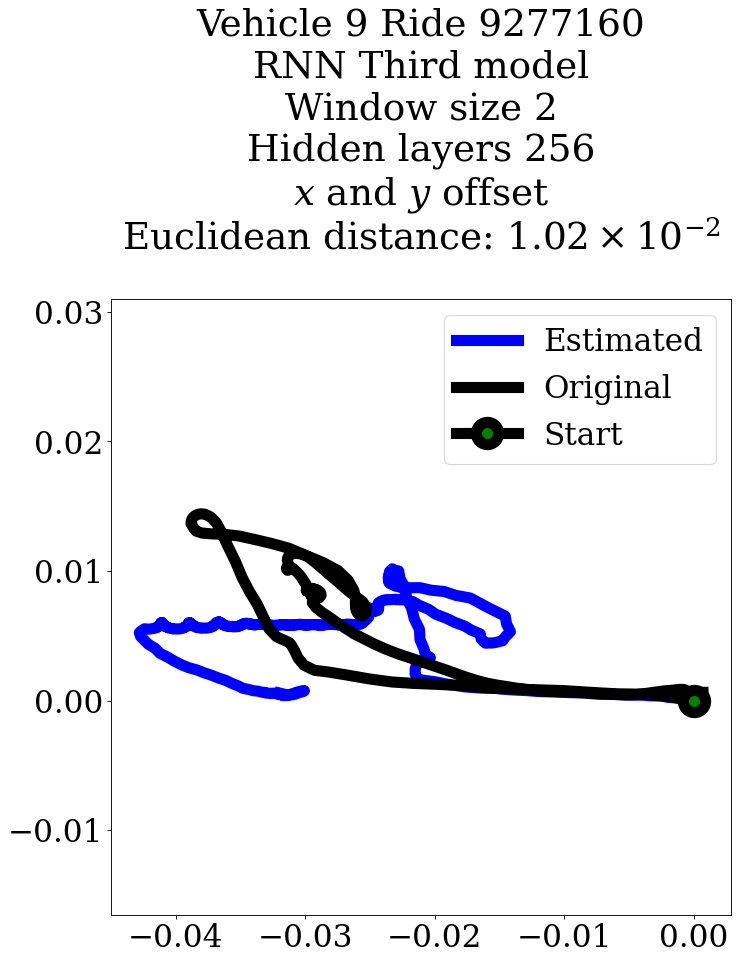 Vehicle 9 Ride 9277160
RNN Third model
Window size 2
Hidden layers 256
x and y offset
Euclidean distance: 1.02 × 10⁻²
0.03
Estimated
Original
0.02
Start
0.01
0.00
−0.01
−0.04 −0.03 −0.02 −0.01 0.00